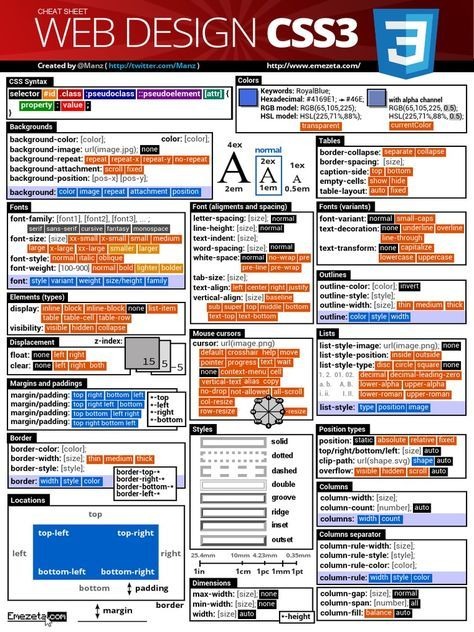 CHEAT SHEET
WEB DESIGN CSS3
3
Created by @Manz ( http://twitter.com/Manz )
http://www.emezeta.com/
CSS Syntax
selector #id .class :pseudoclass ::pseudoelement [attr] {
property : value ;
}
Colors
Keywords: RoyalBlue;
Hexadecimal: #4169E1;
RGB model: RGB(65,105,225);
HSL model: HSL(225,71%,88%);
transparent
with alpha channel
RGB(65,105,225, 0.5);
HSL(225,71%,88%, 0.5);
currentColor
Backgrounds
background-color: [color]; color: [color];
background-image: url(image.jpg); none
background-repeat: repeat repeat-x repeat-y no-repeat
background-attachment: scroll fixed
background-position: [pos-x] [pos-y];
background: color image repeat attachment position
4ex
A
2em
normal
2ex
A
1em
1ex
A
0.5em
Tables
border-collapse: separate collapse
border-spacing: [size];
caption-side: top bottom
empty-cells: show hide
table-layout: auto fixed
Fonts
font-family: [font1], [font2], [font3], ... ;
serif sans-serif cursive fantasy monospace
font-size: [size] xx-small x-small small medium
large x-large xx-large smaller larger
font-style: normal italic oblique
font-weight: [100-900] normal bold lighter bolder
font: style variant weight size/height family
Font (aligments and spacing)
letter-spacing: [size], normal
line-height: [size], normal
text-indent: [size];
word-spacing: [size], normal
white-space: normal no-wrap pre
pre-line pre-wrap
tab-size: [size];
text-align: left center right justify
vertical-align: [size] baseline
sub super top middle bottom
text-top text-bottom
Fonts (variants)
font-variant: normal small-caps
text-decoration: none underline overline
line-through
text-transform: none capitalize
lowercase uppercase
Outlines
outline-color: [color], invert
outline-style: [style];
outline-width: [size] thin medium thick
outline: color style width
Elements (types)
display: inline block inline-block none list-item
table table-cell table-row
visibility: visible hidden collapse
Displacement
float: none left right
clear: none left right both
z-index:
15
5
-5
Mouse cursors
cursor: url(image.png)
default crosshair help move
pointer progress text wait
none context-menu cell
vertical-text alias copy
no-drop not-allowed all-scroll
col-resize
row-resize
-resize
Lists
list-style-image: url(image.png), none
list-style-position: inside outside
list-style-type: disc circle square none
1. 2. 01. 02. decimal decimal-leading-zero
a. b. A. B. lower-alpha upper-alpha
i. ii. I. II. lower-roman upper-roman
list-style: type position image
Margins and paddings
margin/padding: top right bottom left
margin/padding: top right left bottom
margin/padding: top bottom left right
margin/padding: top right bottom left
*-top
*-left
*-right
*-bottom
Border
border-color: [color];
border-width: [size]; thin medium thick
border-style: [style];
border: width style color
border-top-*
border-right-*
border-bottom-*
border-left-*
Styles
solid
dotted
dashed
double
groove
ridge
inset
outset
25.4mm 10mm 4.23mm 0.35mm
1in 1cm 1pc 1mm 1pt
Position types
position: static absolute relative fixed
top/right/bottom/left: [size]; auto
clip-path: url(shape.svg) shape auto
overflow: visible hidden scroll auto
Columns
column-width: [size];
column-count: [number] auto
columns: width count
Columns separator
column-rule-width: [size];
column-rule-style: [style];
column-rule-color: [color];
column-rule: width style color
column-gap: [size]; normal
column-span: [number]; all
column-fill: balance auto
Locations
top
left
top-left top-right
bottom-left bottom-right
right
bottom
padding
margin
border
Dimensions
max-width: [size], none
min-width: [size], none
width: [size]; auto
*-height
Emezeta.com